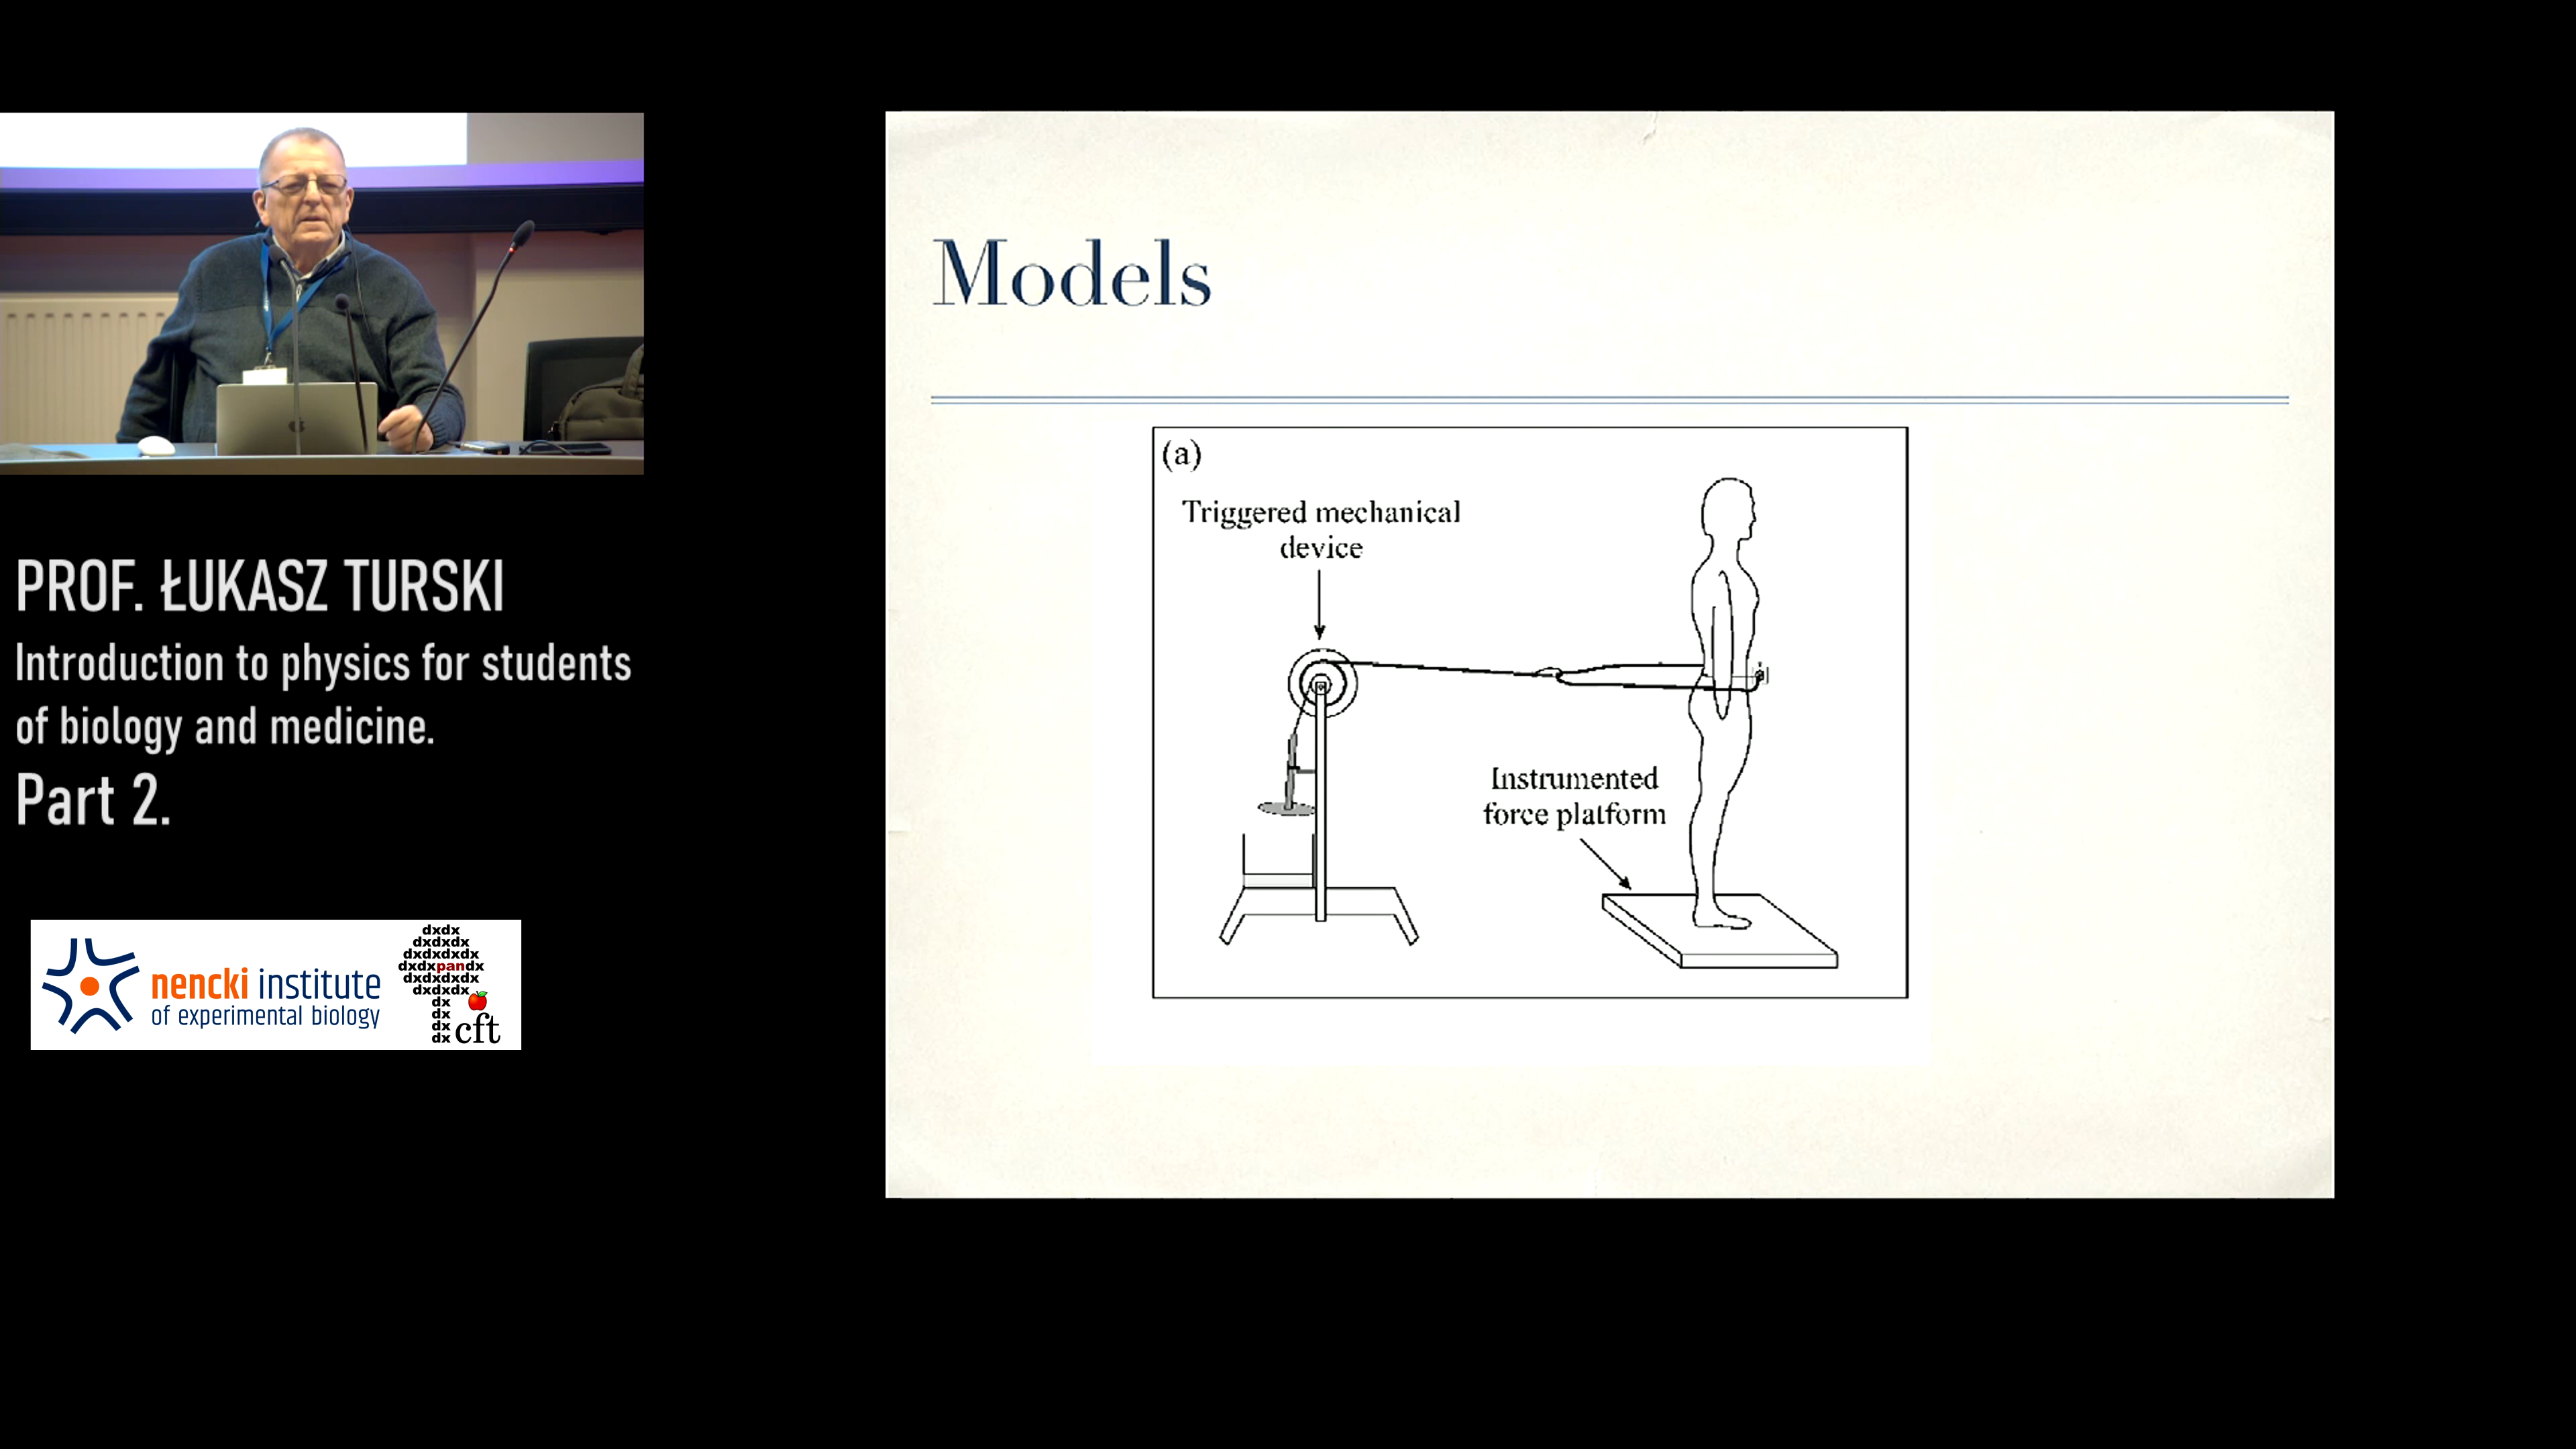 PROF. ŁUKASZ TURSKI
Introduction to physics for students
of biology and medicine.
Part 2.
nencki institute
of experimental biology
dxdx
dxdxdx
dxdxdxdx
dxdxpandx
dxdxdxdx
dxdxdx
dx
dx
dx
dx cft
Models
(a)
Triggered mechanical
device
Instrumented
force platform